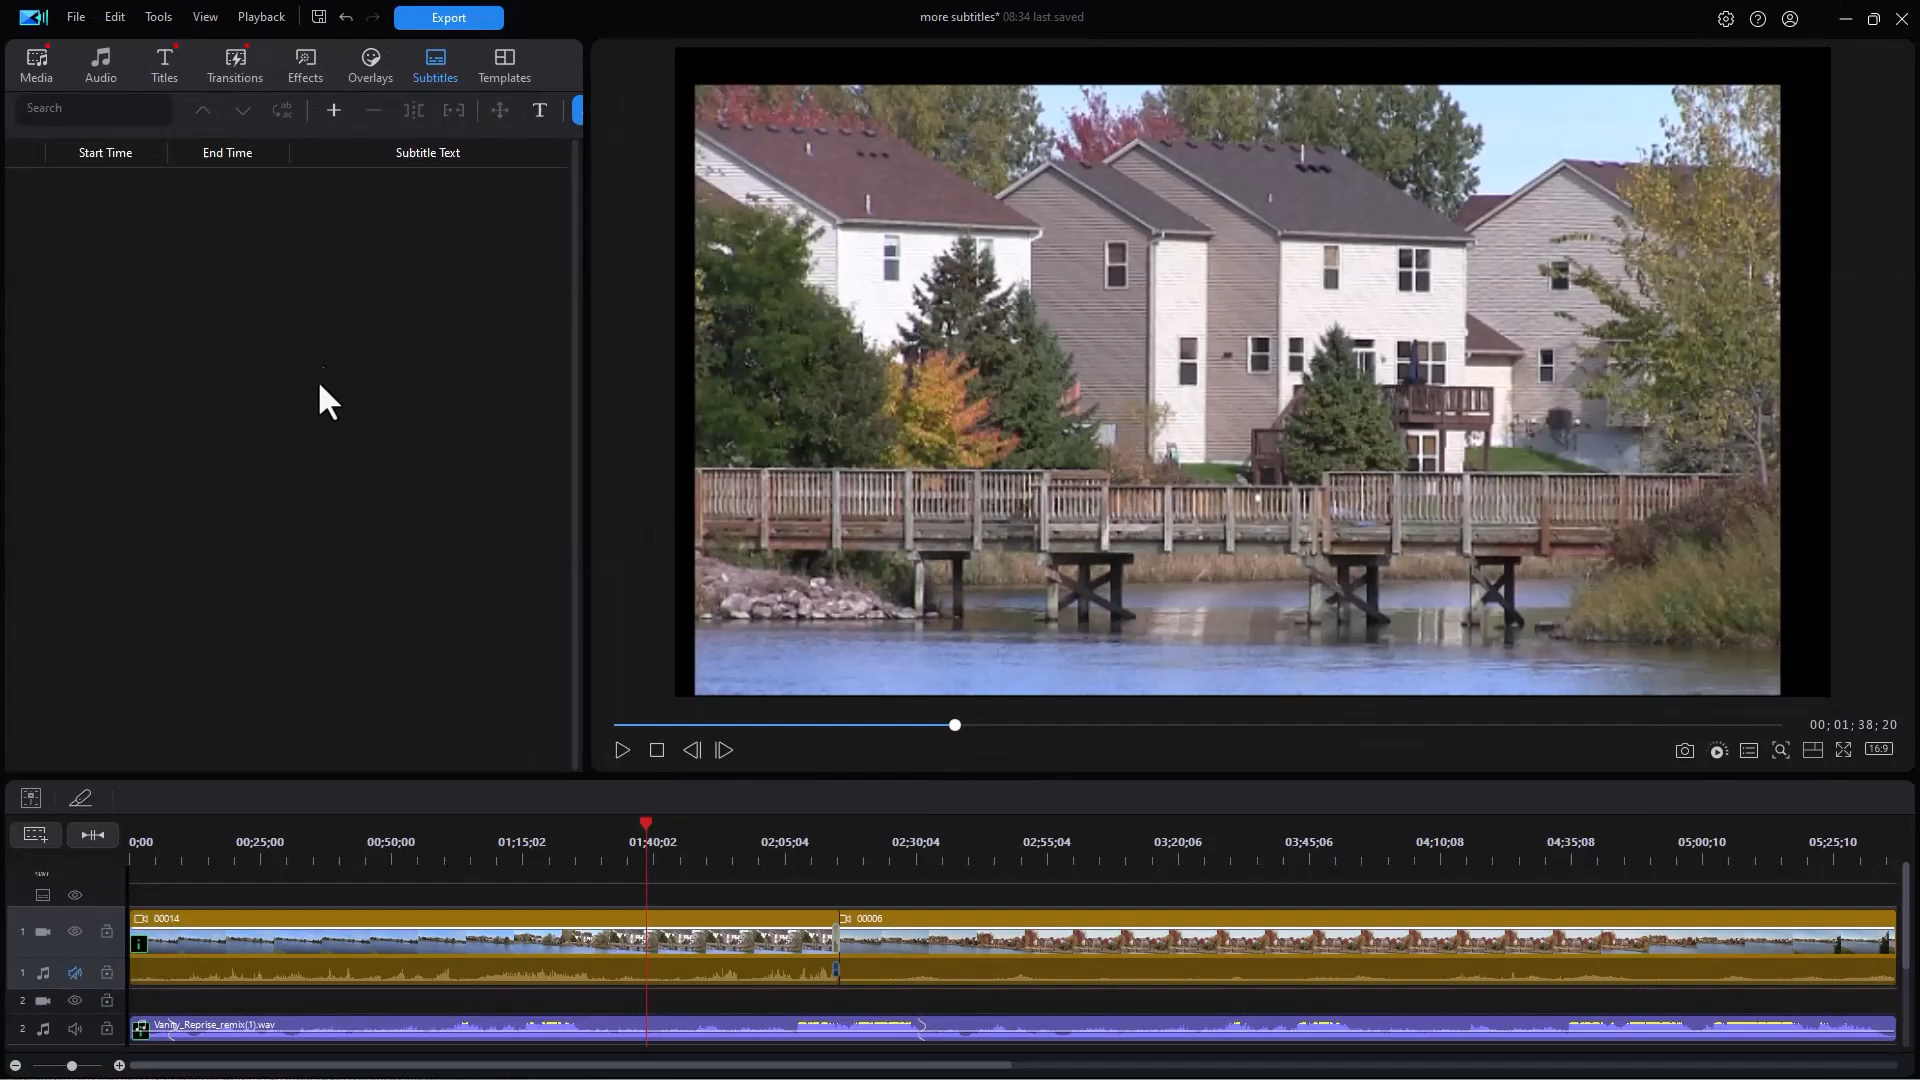 File Edit Tools View Playback Export more subtitles* 08:34 last saved
Media Audio Titles Transitions Effects Overlays Subtitles Templates
Search
Start Time End Time Subtitle Text
00;01;38;20
16:9
0;00 00;25;00 00;50;00 01;15;02 01;40;02 02;05;04 02;30;04 02;55;04 03;20;06 03;45;06 04;10;08 04;35;08 05;00;10 05;25;10
00014 00006
1
1
2
2 Vanity_Reprise_remix(1).wav